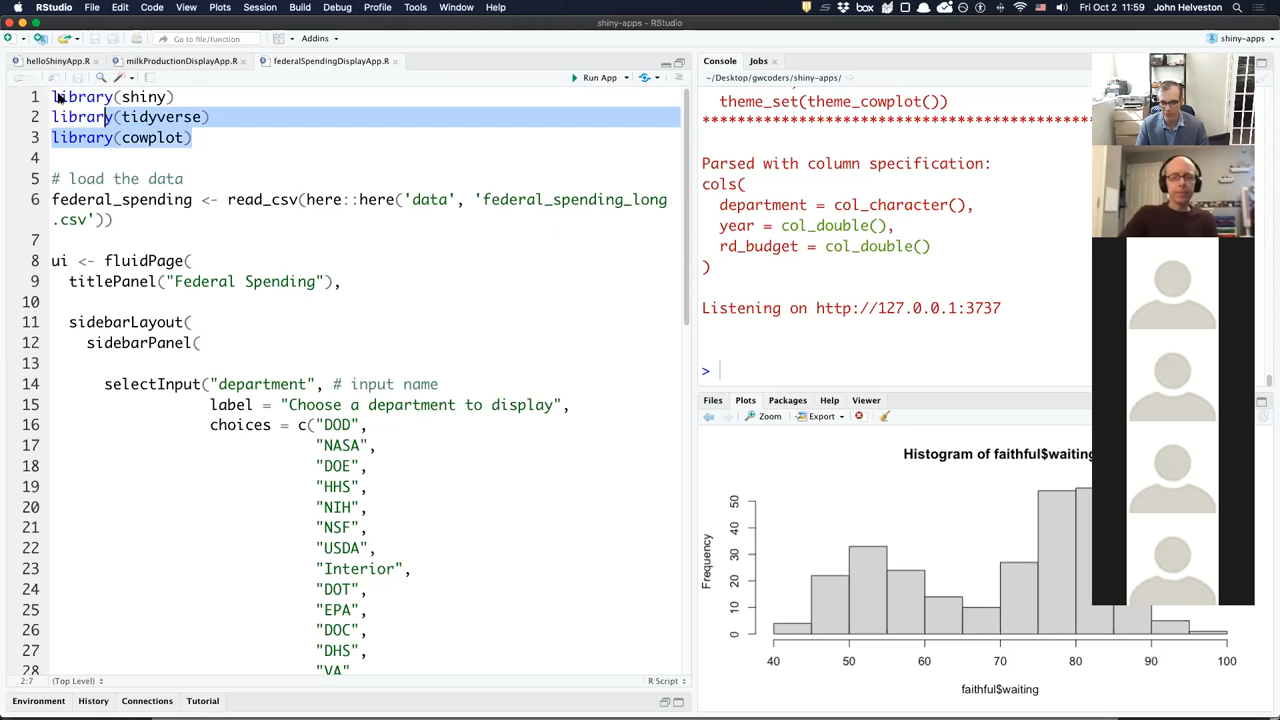 RStudio File Edit Code View Plots Session Build Debug Profile Tools Window Help
box
Fri Oct 2 11:59 John Helveston
shiny-apps - RStudio
Go to file/function
Addins
shiny-apps
helloShinyApp.R
milkProductionDisplayApp.R
federalSpendingDisplayApp.R
Run App
1 library(shiny)
2 library(tidyverse)
3 library(cowplot)
4
5 # load the data
6 federal_spending <- read_csv(here::here('data', 'federal_spending_long
.csv'))
7
8 ui <- fluidPage(
9 titlePanel("Federal Spending"),
10
11 sidebarLayout(
12 sidebarPanel(
13
14 selectInput("department", # input name
15 label = "Choose a department to display",
16 choices = c("DOD",
17 "NASA",
18 "DOE",
19 "HHS",
20 "NIH",
21 "NSF",
22 "USDA",
23 "Interior",
24 "DOT",
25 "EPA",
26 "DOC",
27 "DHS",
28 "VA"
2:7 (Top Level) R Script
Environment History Connections Tutorial
Console Jobs
~/Desktop/gwcoders/shiny-apps/
theme_set(theme_cowplot())
********************************************
Parsed with column specification:
cols(
department = col_character(),
year = col_double(),
rd_budget = col_double()
)
Listening on http://127.0.0.1:3737
>
Files Plots Packages Help Viewer
Zoom Export
Histogram of faithful$waiting
Frequency
50
40
30
20
10
0
40 50 60 70 80 90 100
faithful$waiting